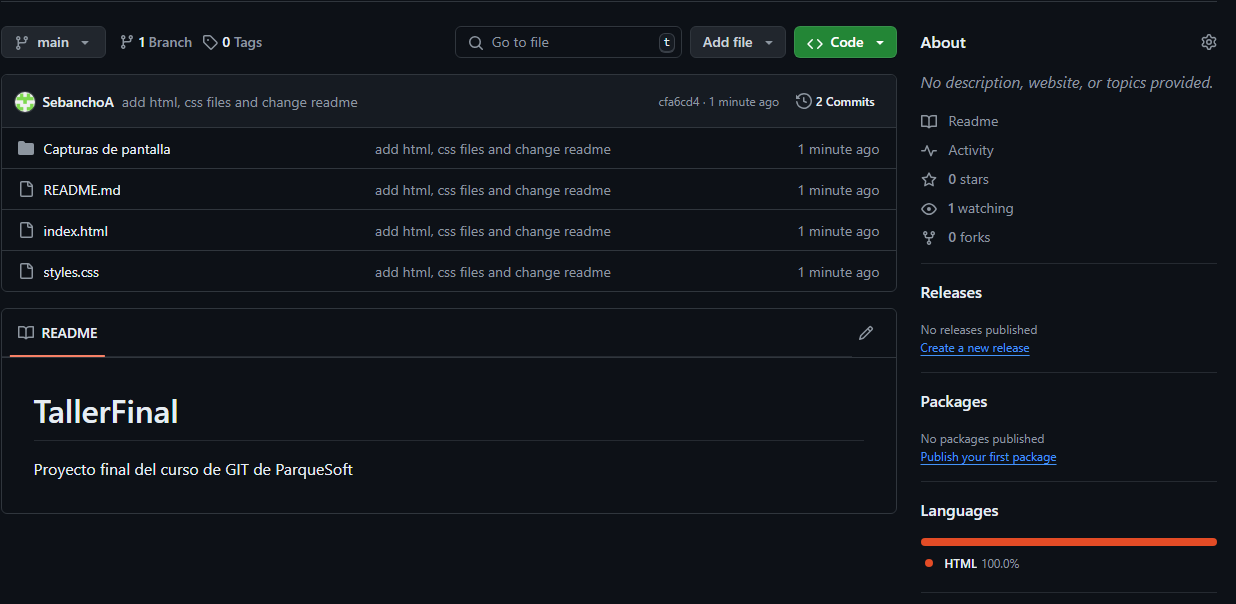 main 1 Branch 0 Tags Go to file t Add file Code
SebanchoA add html, css files and change readme cfa6cd4 · 1 minute ago 2 Commits
Capturas de pantalla add html, css files and change readme 1 minute ago
README.md add html, css files and change readme 1 minute ago
index.html add html, css files and change readme 1 minute ago
styles.css add html, css files and change readme 1 minute ago
README
TallerFinal
Proyecto final del curso de GIT de ParqueSoft
About
No description, website, or topics provided.
Readme
Activity
0 stars
1 watching
0 forks
Releases
No releases published
Create a new release
Packages
No packages published
Publish your first package
Languages
HTML 100.0%